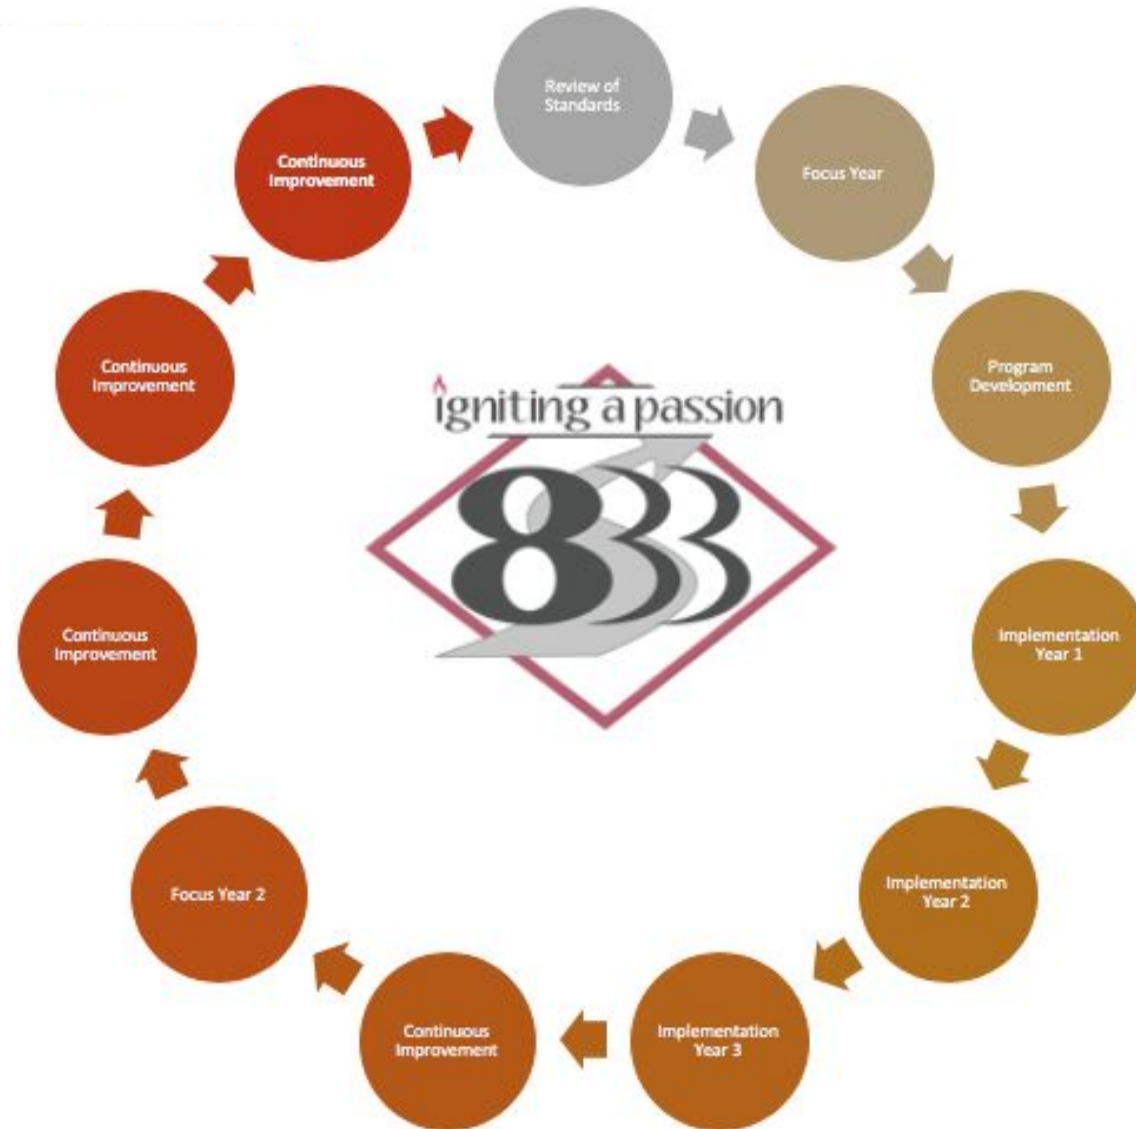 Review of
Standards
Focus Year
Program
Development
Implementation
Year 1
Implementation
Year 2
Implementation
Year 3
Continuous
Improvement
Focus Year 2
Continuous
Improvement
Continuous
Improvement
Continuous
Improvement
igniting a passion
833